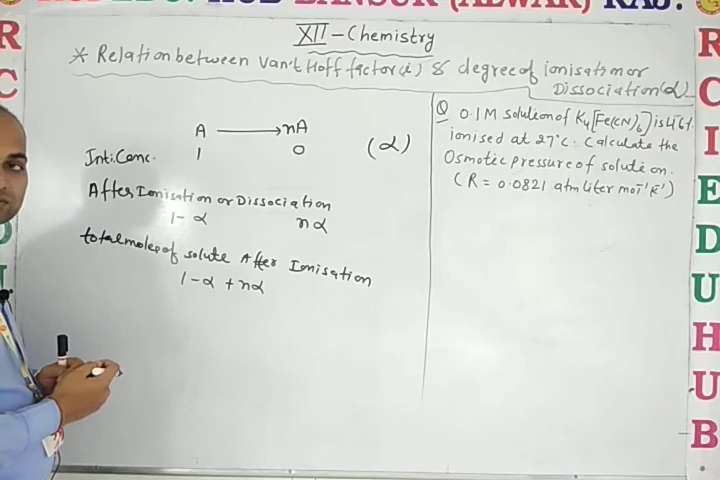 XII - Chemistry
* Relation between Van't Hoff factor (i) & degree of ionisation or
Dissociation (α)
A → nA
Inti. Conc. 1 0 (α)
After Ionisation or Dissociation
1-α nα
total moles of solute After Ionisation
1-α + nα
Q 0.1 M solution of K4[Fe(CN)6] is
ionised at 27°C. Calculate the
Osmotic pressure of solution.
(R = 0.0821 atm liter mol⁻¹ K⁻¹)
R
C
I
E
D
U
H
U
B